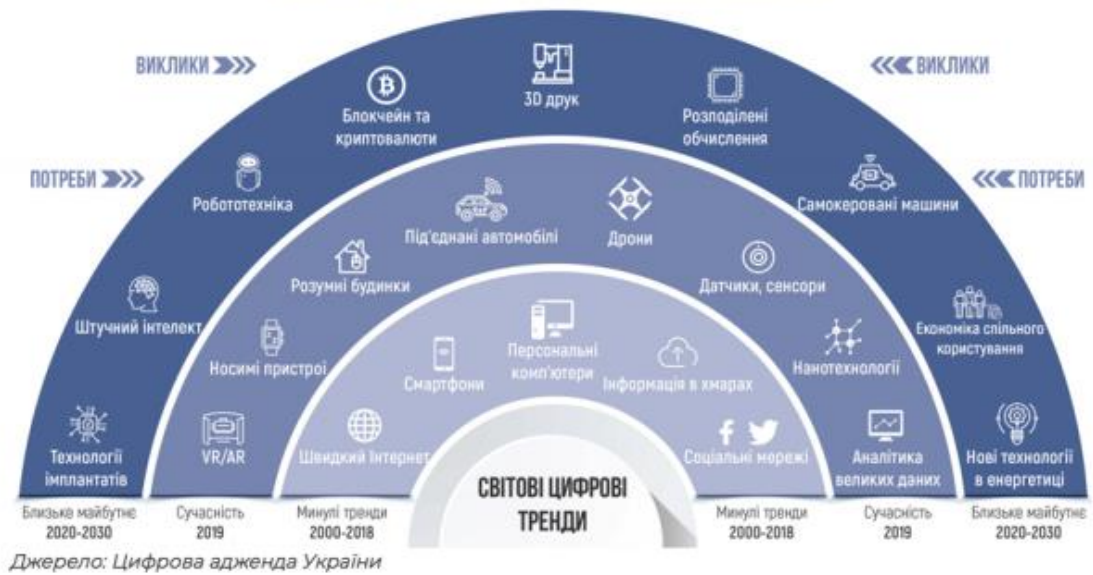 ВИКЛИКИ
ВИКЛИКИ
3D друк
Блокчейн та
криптовалюти
Розподілені
обчислення
ПОТРЕБИ
ПОТРЕБИ
Робототехніка
Самокеровані машини
Під'єднані автомобілі
Дрони
Розумні будинки
Датчики, сенсори
Штучний інтелект
Економіка спільного
користування
Персональні
комп'ютери
Носимі пристрої
Нанотехнології
Смартфони
Інформація в хмарах
Технології
імплантатів
VR/AR
Швидкий Інтернет
Соціальні мережі
Аналітика
великих даних
Нові технології
в енергетиці
СВІТОВІ ЦИФРОВІ
ТРЕНДИ
Близьке майбутнє
2020-2030
Сучасність
2019
Минулі тренди
2000-2018
Минулі тренди
2000-2018
Сучасність
2019
Близьке майбутнє
2020-2030
Джерело: Цифрова адженда України